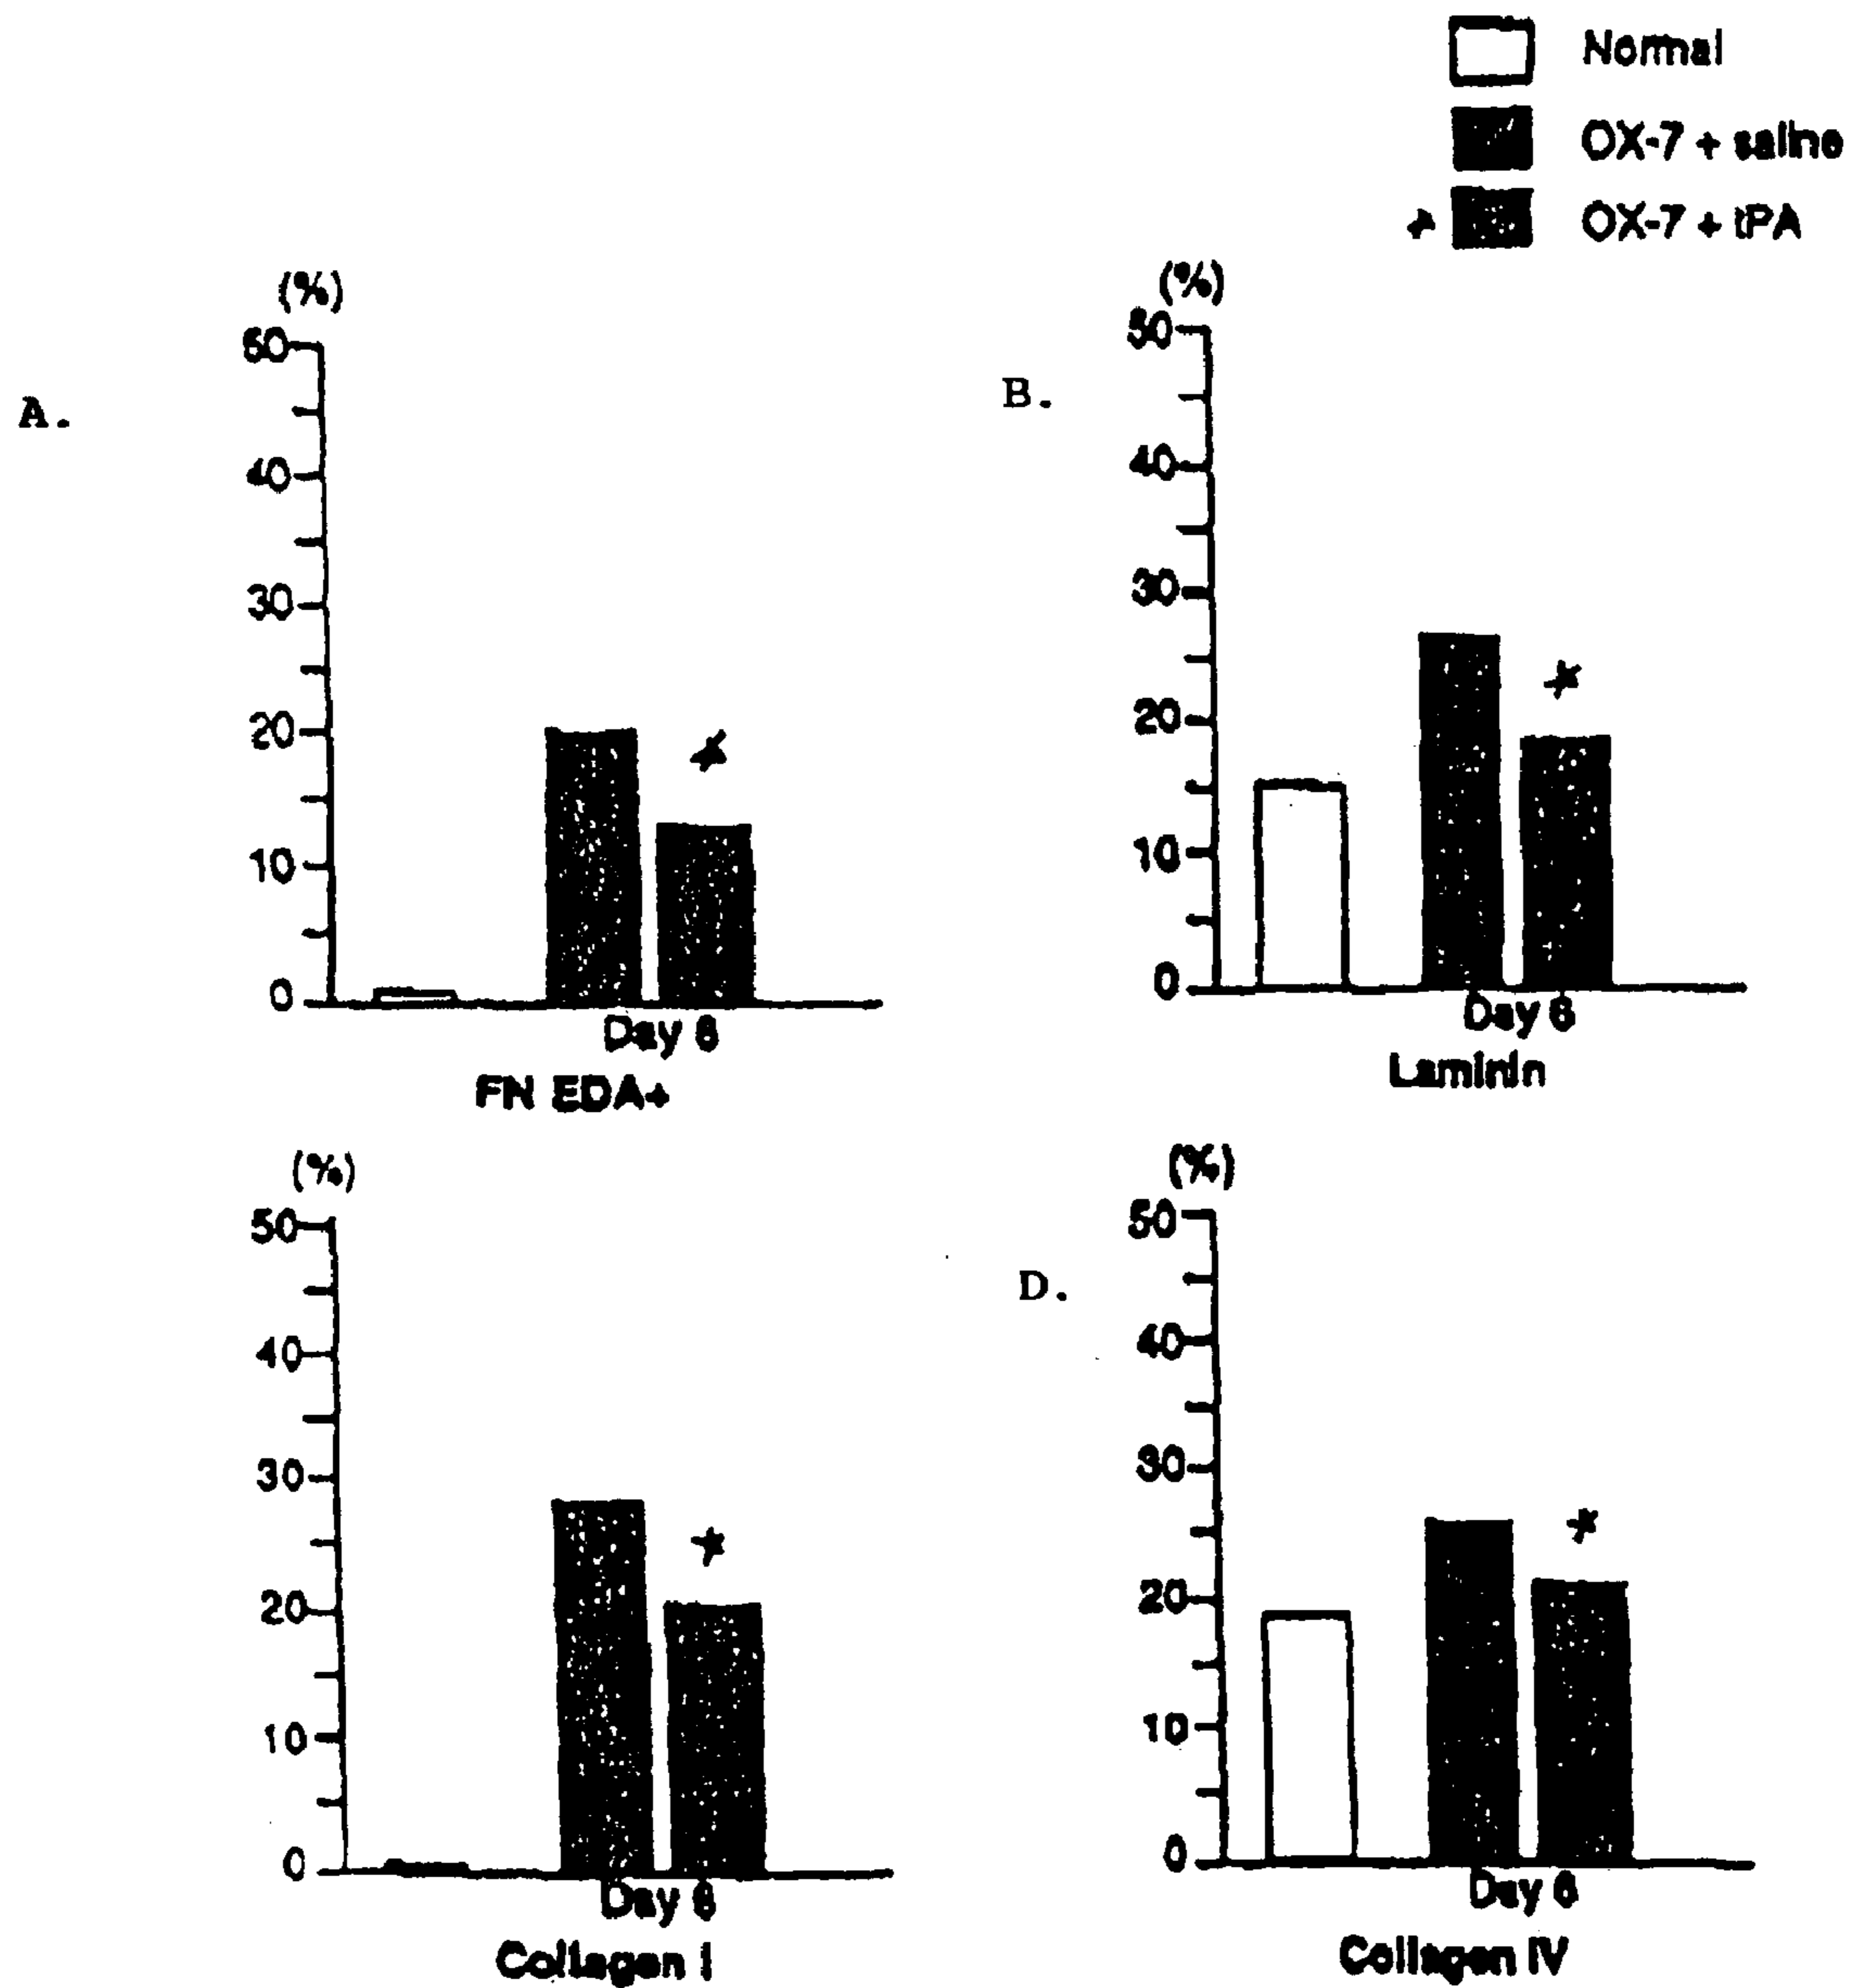 Normal
OX-7 + saline
* OX-7 + tPA
A.
(%)
50
40
30
20
10
0
Day 6
FN EDA+
B.
(%)
50
40
30
20
10
0
Day 6
Laminin
(%)
50
40
30
20
10
0
Day 6
Collagen I
D.
(%)
50
40
30
20
10
0
Day 6
Collagen IV